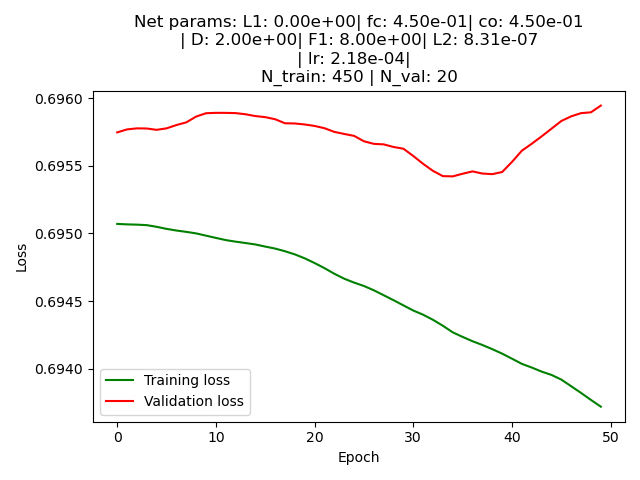 Net params: L1: 0.00e+00| fc: 4.50e-01| co: 4.50e-01
| D: 2.00e+00| F1: 8.00e+00| L2: 8.31e-07
| lr: 2.18e-04|
N_train: 450 | N_val: 20
0.6960
0.6955
0.6950
0.6945
0.6940
Loss
Training loss
Validation loss
0 10 20 30 40 50
Epoch